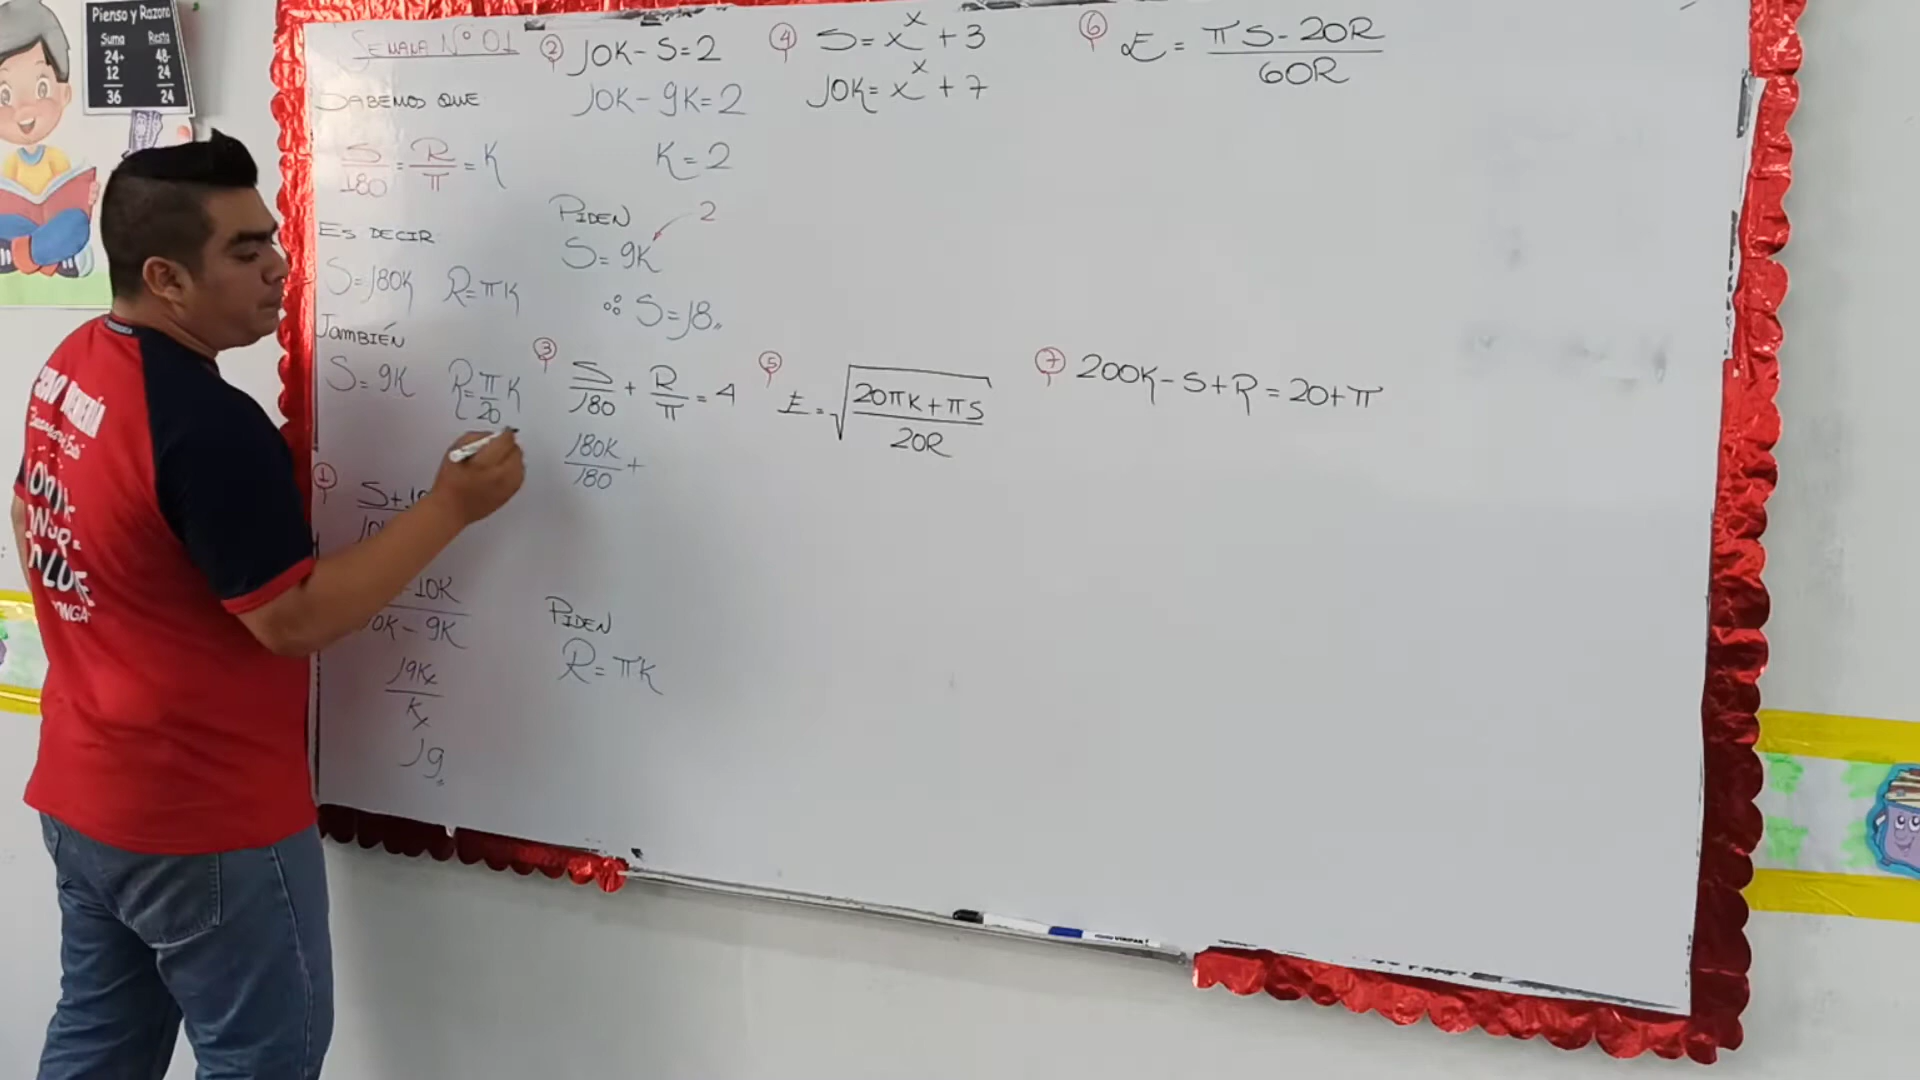 Pienso y Razono
Suma Resta
24+ 48-
12 24
36 24
SEMANA N° 01
SABEMOS QUE
S/180 = R/π = K
ES DECIR
S=180K R=πK
TAMBIÉN
S=9K R=π/20 K
①
S+10
10K
9K
19K/K
19
② 10K-S=2
10K-9K=2
K=2
PIDEN
S=9K 2
∴ S=18
③ S/180 + R/π = 4
180K/180 +
PIDEN
R=πK
④ S=x^x+3
10K=x^x+7
⑤ E=√((20πK+πS)/20R)
⑥ E=(πS-20R)/60R
⑦ 200K-S+R=20+π